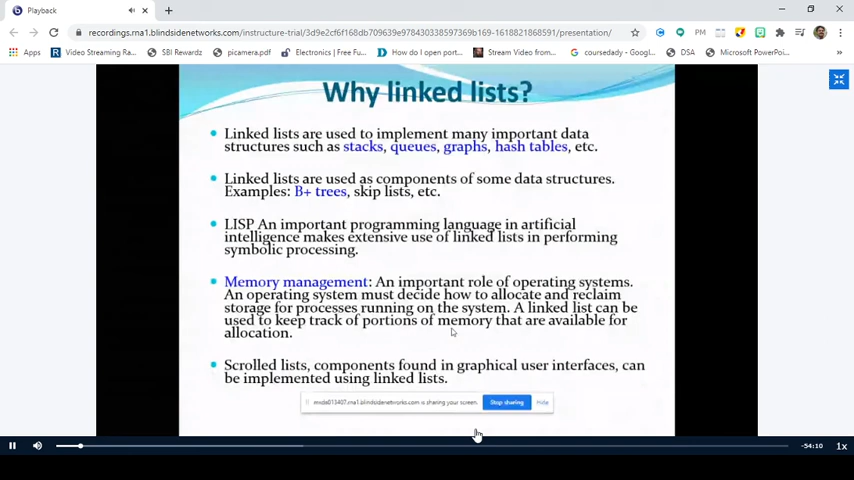 Playback
recordings.rna1.blindsidenetworks.com/instructure-trial/3d9e2cf6f168db709639e978430338597369b169-1618821868591/presentation/
PM
Apps
Video Streaming Ra...
SBI Rewardz
picamera.pdf
Electronics | Free Fu...
How do I open port...
Stream Video from...
coursedady - Googl...
DSA
Microsoft PowerPoi...
Why linked lists?
Linked lists are used to implement many important data
structures such as stacks, queues, graphs, hash tables, etc.
Linked lists are used as components of some data structures.
Examples: B+ trees, skip lists, etc.
LISP An important programming language in artificial
intelligence makes extensive use of linked lists in performing
symbolic processing.
Memory management: An important role of operating systems.
An operating system must decide how to allocate and reclaim
storage for processes running on the system. A linked list can be
used to keep track of portions of memory that are available for
allocation.
Scrolled lists, components found in graphical user interfaces, can
be implemented using linked lists.
is sharing your screen.
Stop sharing
Hide
-54:10
1x